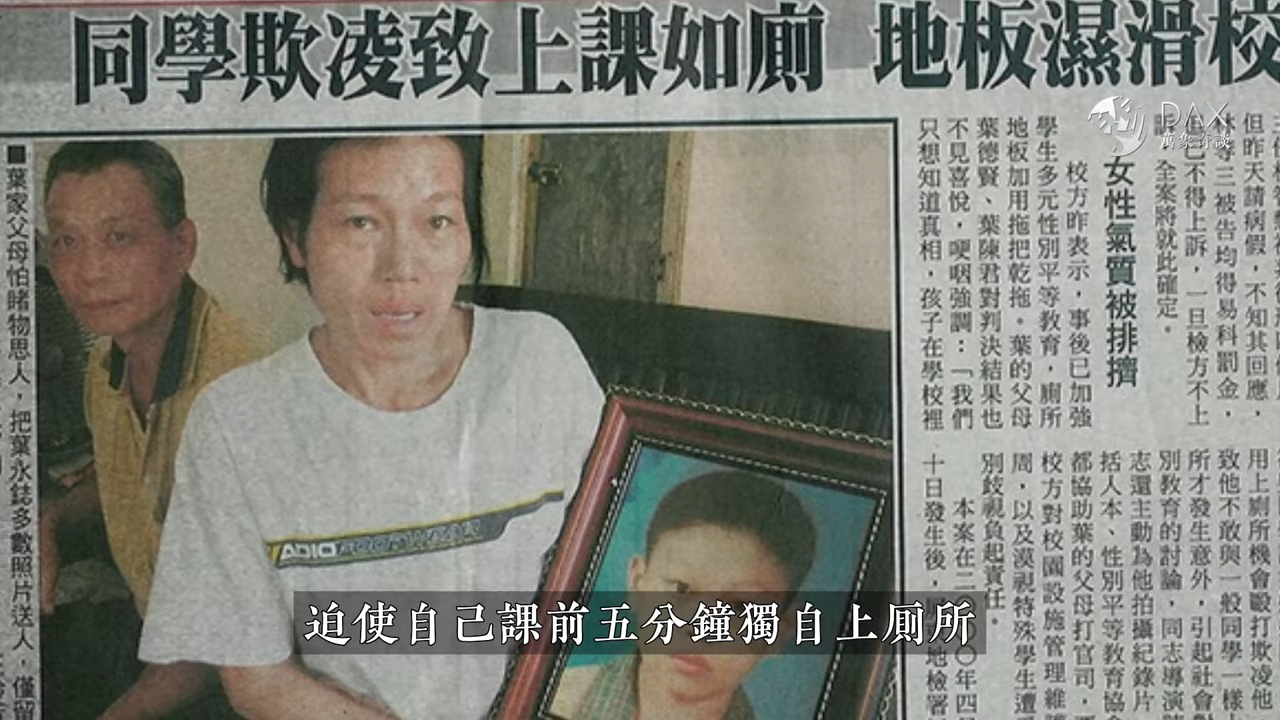 同學欺凌致上課如廁 地板濕滑校
DAX
萬象奇談
但昨天請病假，不知其回應，
等三被告均得易科罰金，
己不得上訴，一旦檢方不上
全案將就此確定。
女性氣質被排擠
校方昨表示，事後已加強
學生多元性別平等教育，廁所
地板加用拖把乾拖。葉的父母
葉德賢、葉陳君對判決結果也
不見喜悅，哽咽強調：「我們
只想知道真相，孩子在學校裡
用上廁所機會毆打欺凌他
致他不敢與一般同學一樣
所才發生意外，引起社會
別教育的討論，同志導演
志還主動為他拍攝紀錄片
括人本、性別平等教育協
都協助葉的父母打官司，
校方對校園設施管理維
周，以及漠視特殊學生遭
別歧視負起責任。
本案在二〇〇〇年四
十日發生後，
地檢署
■葉家父母怕睹物思人，把葉永鋕多數照片送人，僅留
ADIO
迫使自己課前五分鐘獨自上厠所